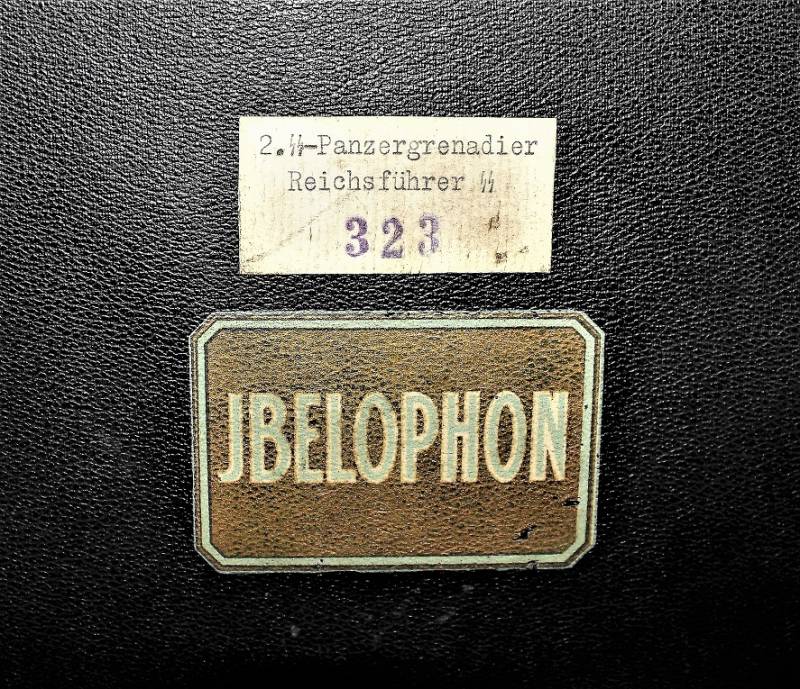 2.ᛋᛋ-Panzergrenadier
Reichsführer ᛋᛋ
323
JBELOPHON